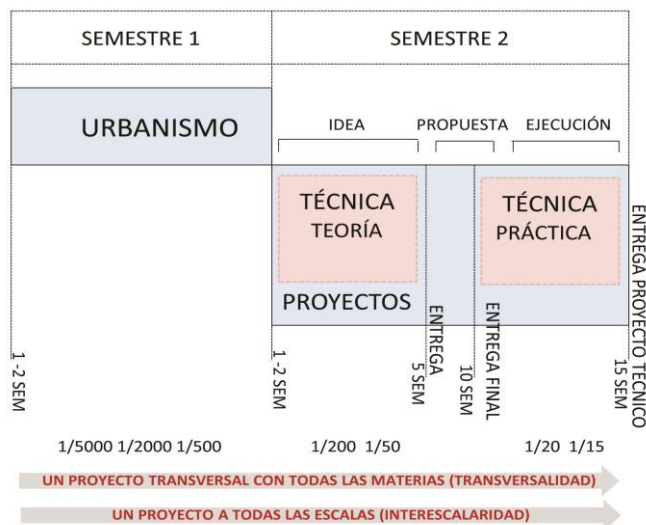 SEMESTRE 1
SEMESTRE 2
URBANISMO
IDEA
PROPUESTA
EJECUCIÓN
TÉCNICA
TEORÍA
TÉCNICA
PRÁCTICA
PROYECTOS
1 -2 SEM
1 -2 SEM
5 SEM
ENTREGA
10 SEM
ENTREGA FINAL
15 SEM
ENTREGA PROYECTO TECNICO
1/5000 1/2000 1/500
1/200 1/50
1/20 1/15
UN PROYECTO TRANSVERSAL CON TODAS LAS MATERIAS (TRANSVERSALIDAD)
UN PROYECTO A TODAS LAS ESCALAS (INTERESCALARIDAD)